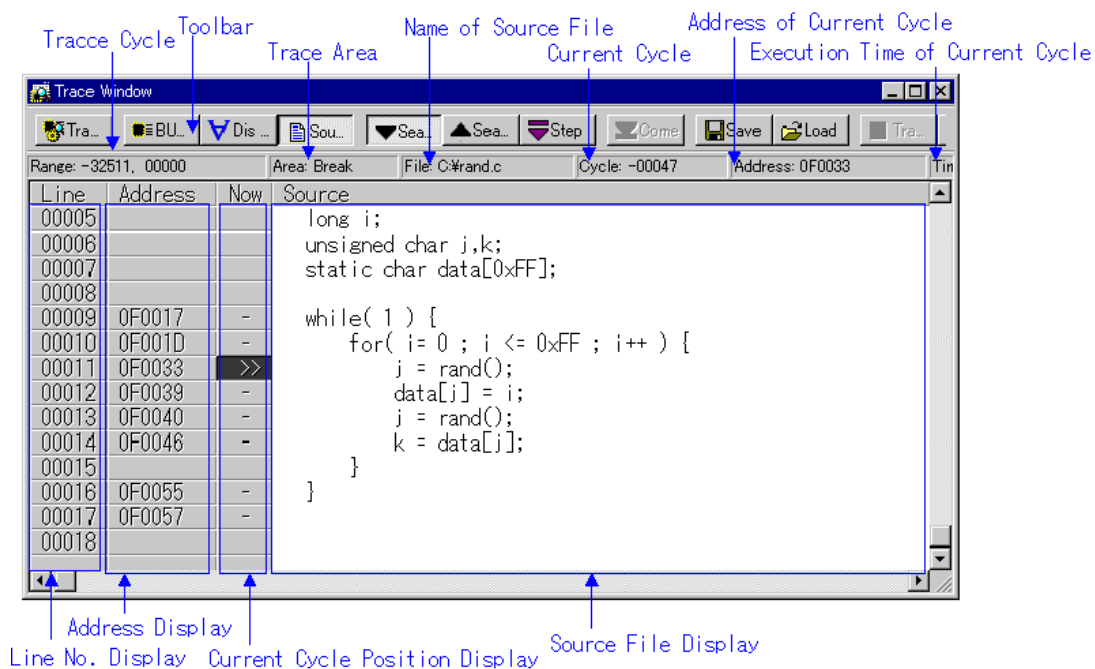 Tracce Cycle Toolbar Trace Area Name of Source File Current Cycle Address of Current Cycle Execution Time of Current Cycle
Trace Window
Tra... BU... Dis ... Sou... Sea... Sea... Step Come Save Load Tra...
Range: -32511, 00000 Area: Break File: C:¥rand.c Cycle: -00047 Address: 0F0033 Tim
Line Address Now Source
00005 long i;
00006 unsigned char j,k;
00007 static char data[0xFF];
00008
00009 0F0017 - while( 1 ) {
00010 0F001D - for( i= 0 ; i <= 0xFF ; i++ ) {
00011 0F0033 >> j = rand();
00012 0F0039 - data[j] = i;
00013 0F0040 - j = rand();
00014 0F0046 - k = data[j];
00015 }
00016 0F0055 - }
00017 0F0057 -
00018
Address Display
Line No. Display Current Cycle Position Display Source File Display